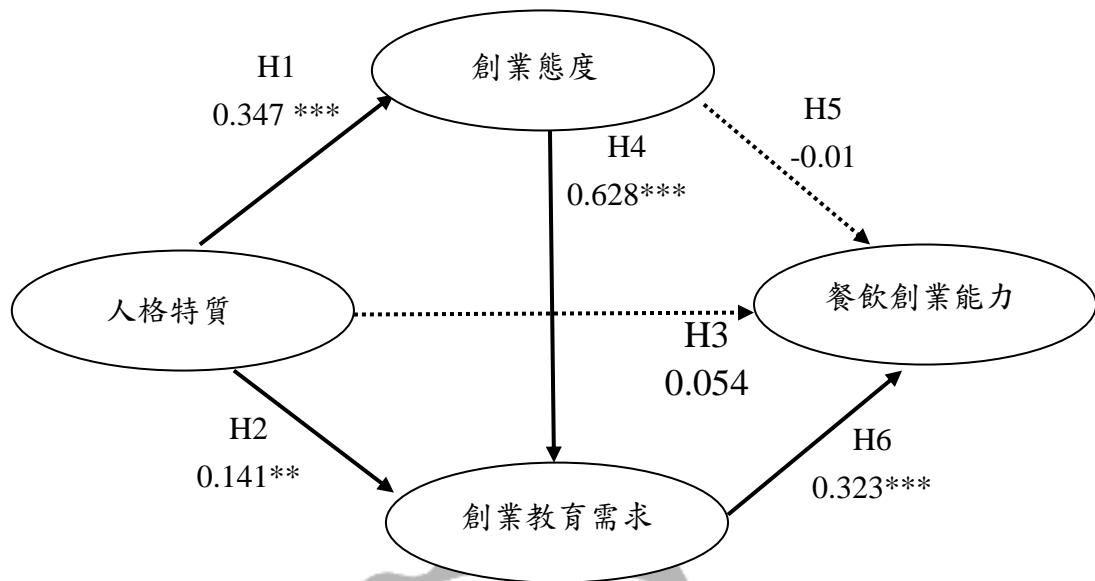 創業態度
H1
0.347 ***
H5
-0.01
H4
0.628***
人格特質
餐飲創業能力
H3
0.054
H2
0.141**
H6
0.323***
創業教育需求